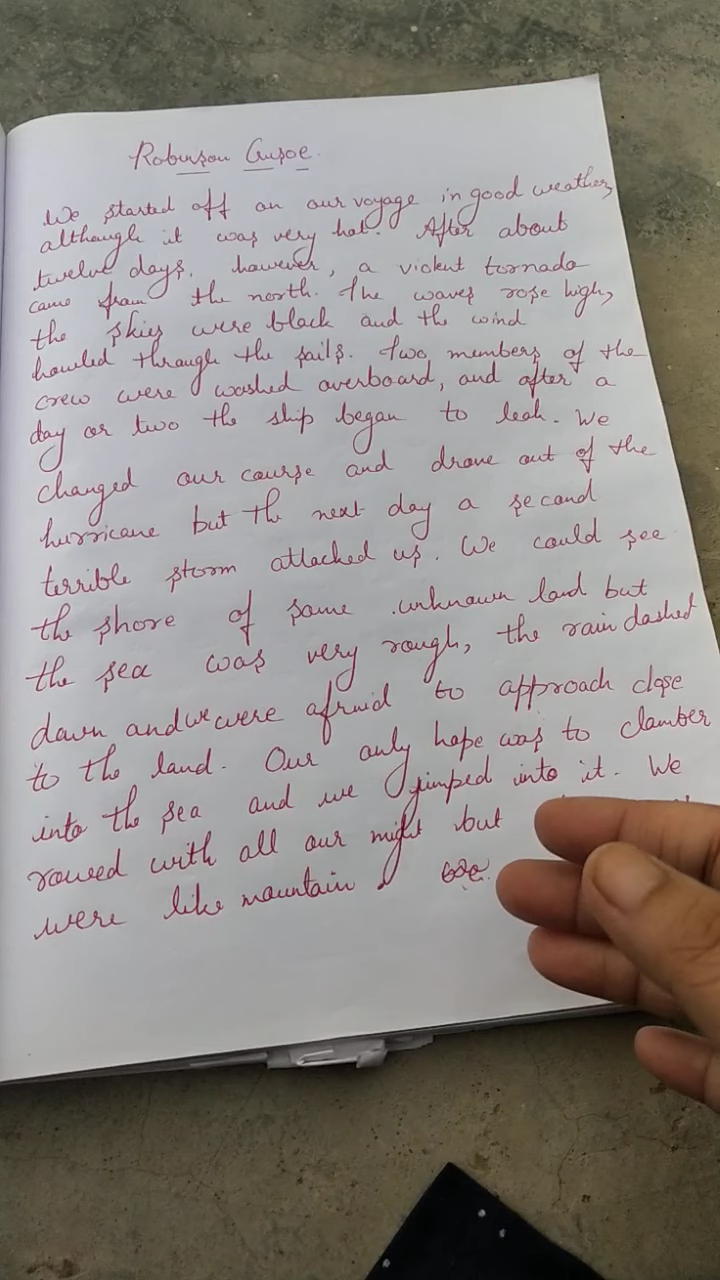 Robinson Crusoe
We started off on our voyage in good weather,
although it was very hot. After about
twelve days, however, a violent tornado
came from the north. The waves rose high,
the skies were black and the wind
howled through the sails. Two members of the
crew were washed overboard, and after a
day or two the ship began to leak. We
changed our course and drove out of the
hurricane but the next day a second
terrible storm attacked us. We could see
the shore of some unknown land but
the sea was very rough, the rain dashed
down and we were afraid to approach close
to the land. Our only hope was to clamber
into the sea and we jumped into it. We
rowed with all our might but
were like mountain